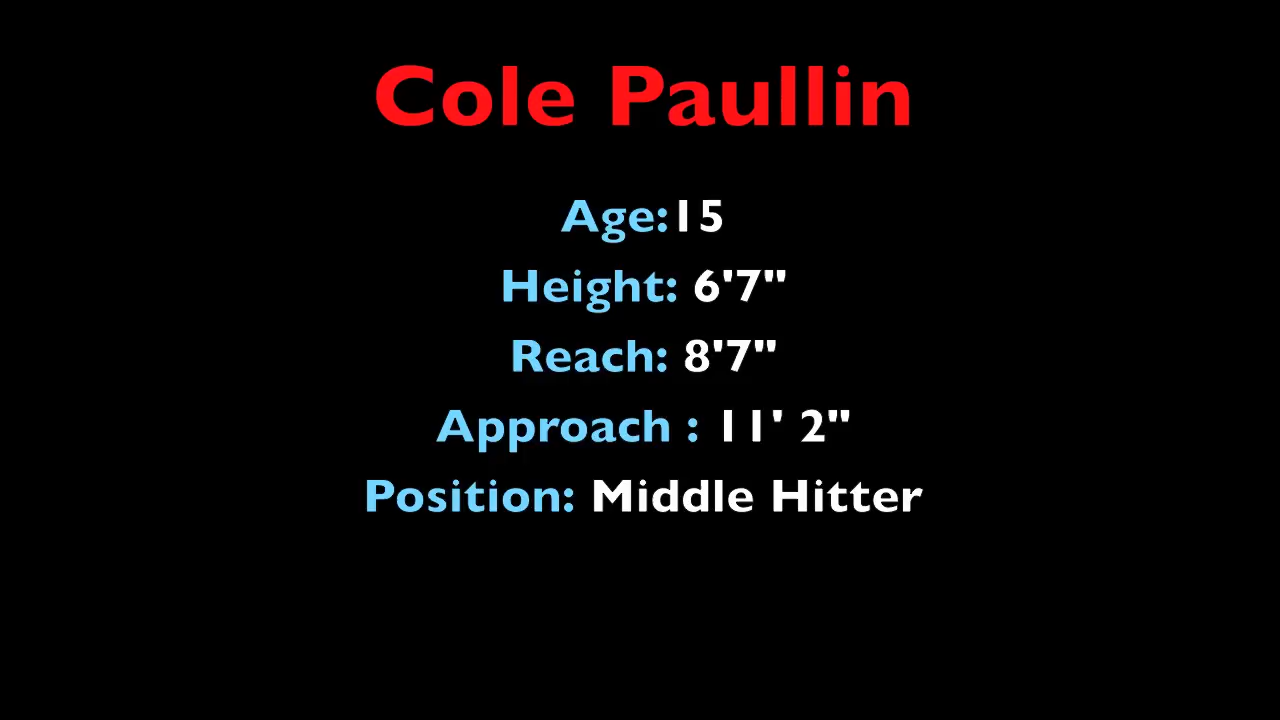 Cole Paullin
Age:15
Height: 6'7"
Reach: 8'7"
Approach : 11' 2"
Position: Middle Hitter